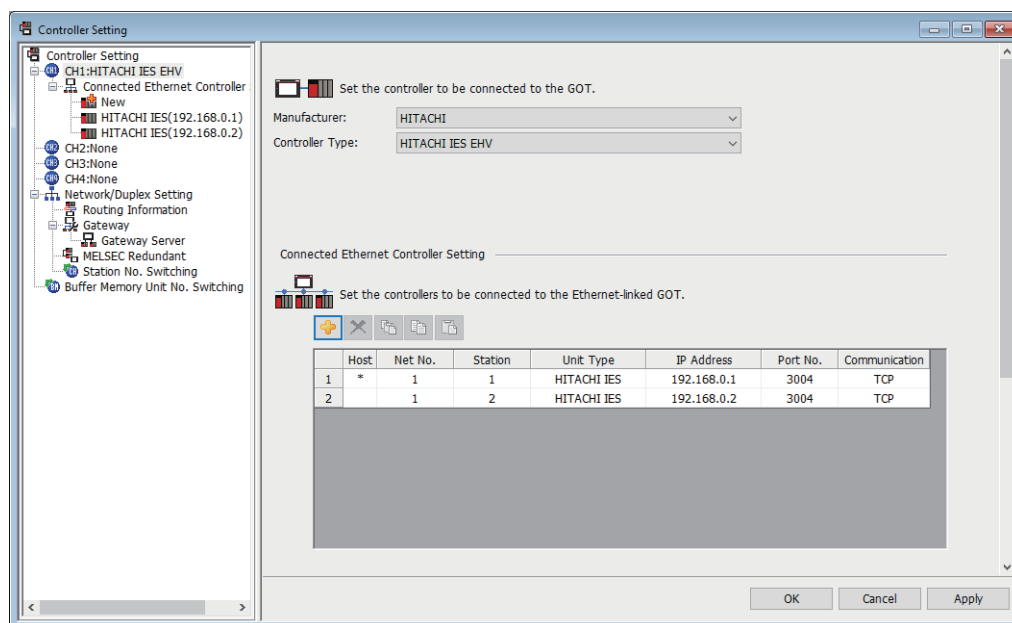 Controller Setting
Controller Setting
CH1:HITACHI IES EHV
Connected Ethernet Controller
New
HITACHI IES(192.168.0.1)
HITACHI IES(192.168.0.2)
CH2:None
CH3:None
CH4:None
Network/Duplex Setting
Routing Information
Gateway
Gateway Server
MELSEC Redundant
Station No. Switching
Buffer Memory Unit No. Switching
Set the controller to be connected to the GOT.
Manufacturer: HITACHI
Controller Type: HITACHI IES EHV
Connected Ethernet Controller Setting
Set the controllers to be connected to the Ethernet-linked GOT.
Host Net No. Station Unit Type IP Address Port No. Communication
1 * 1 1 HITACHI IES 192.168.0.1 3004 TCP
2 1 2 HITACHI IES 192.168.0.2 3004 TCP
OK Cancel Apply